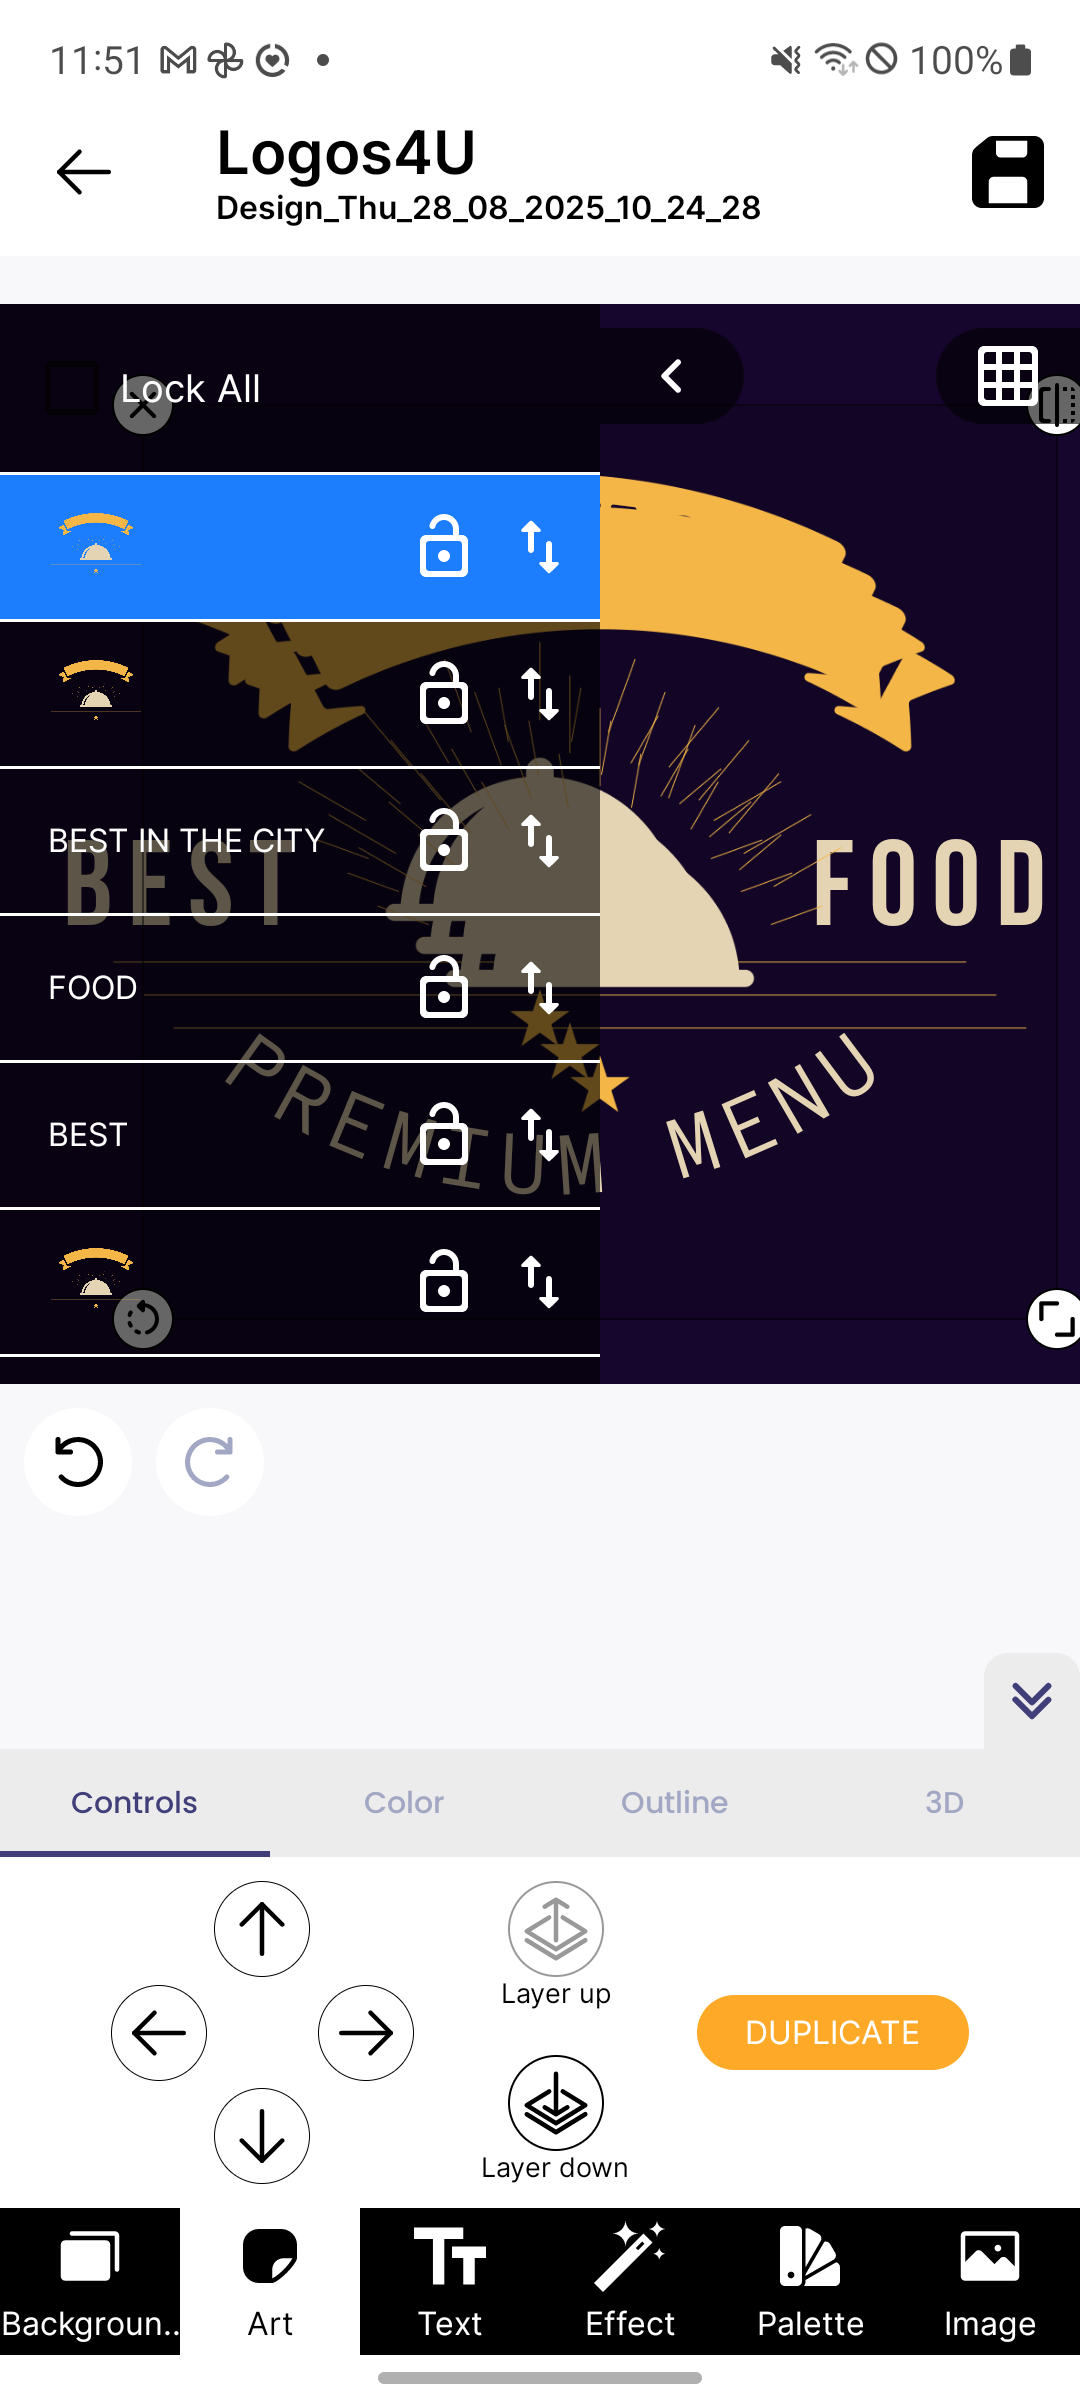 11:51
100%
Logos4U
Design_Thu_28_08_2025_10_24_28
Lock All
BEST IN THE CITY
BEST
FOOD
FOOD
PREMIUM MENU
BEST
Controls
Color
Outline
3D
Layer up
DUPLICATE
Layer down
Backgroun..
Art
Text
Effect
Palette
Image